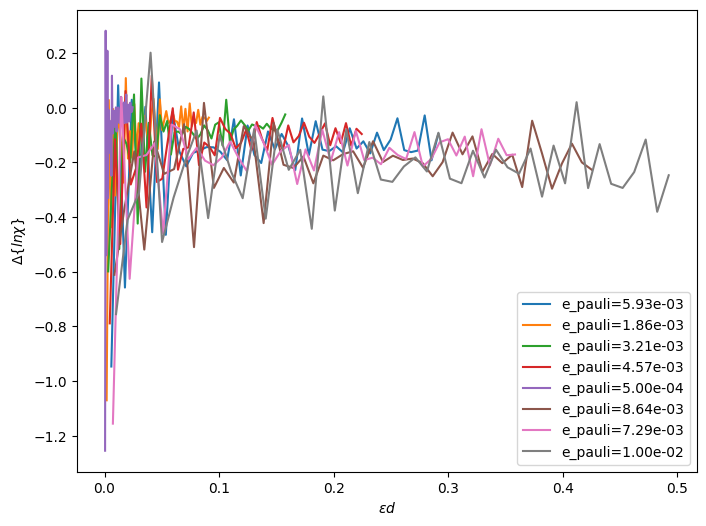 0.2
0.0
−0.2
−0.4
−0.6
−0.8
−1.0
−1.2
Δ{lnχ}
0.0 0.1 0.2 0.3 0.4 0.5
εd
e_pauli=5.93e-03
e_pauli=1.86e-03
e_pauli=3.21e-03
e_pauli=4.57e-03
e_pauli=5.00e-04
e_pauli=8.64e-03
e_pauli=7.29e-03
e_pauli=1.00e-02